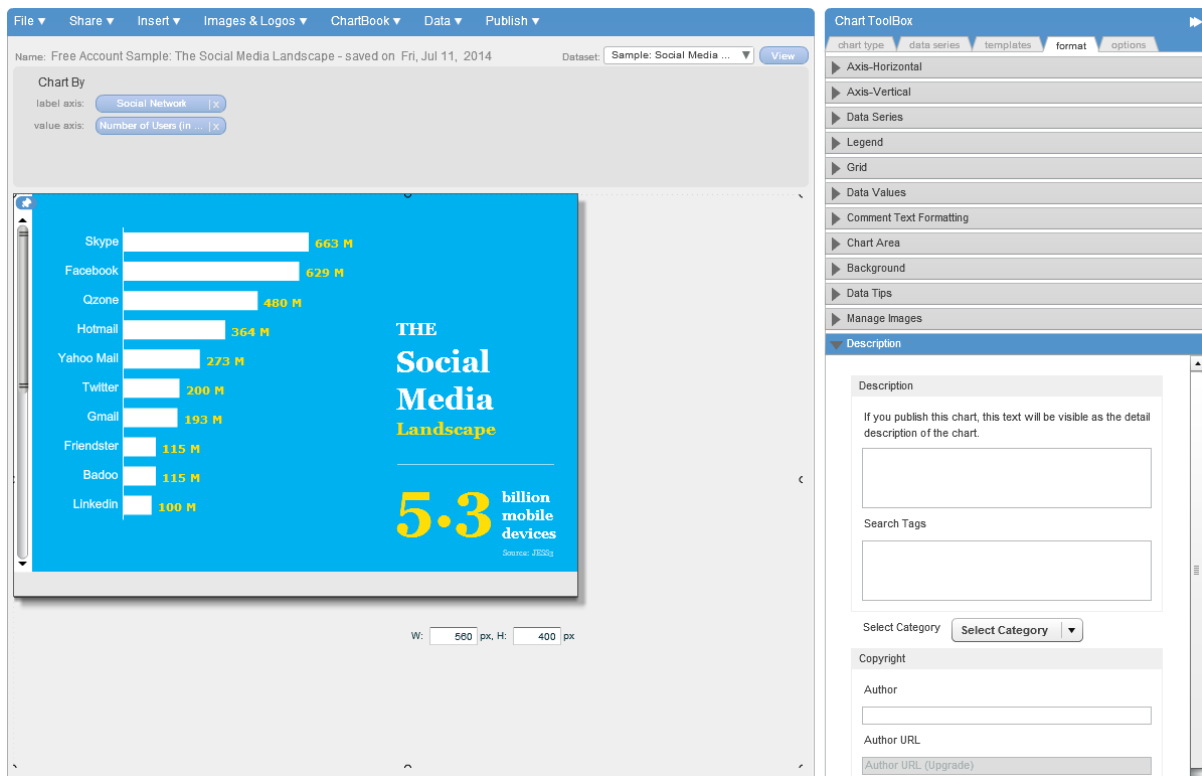 File ▾ Share ▾ Insert ▾ Images & Logos ▾ ChartBook ▾ Data ▾ Publish ▾
Name: Free Account Sample: The Social Media Landscape - saved on Fri, Jul 11, 2014
Dataset: Sample: Social Media ... ▾ View
Chart By
label axis: Social Network | x
value axis: Number of Users (in ... | x
Skype 663 M
Facebook 629 M
Qzone 480 M
Hotmail 364 M
Yahoo Mail 273 M
Twitter 200 M
Gmail 193 M
Friendster 115 M
Badoo 115 M
Linkedin 100 M
THE
Social
Media
Landscape
5.3 billion
mobile
devices
Source: JESS3
W: 560 px, H: 400 px
Chart ToolBox
chart type data series templates format options
Axis-Horizontal
Axis-Vertical
Data Series
Legend
Grid
Data Values
Comment Text Formatting
Chart Area
Background
Data Tips
Manage Images
Description
Description
If you publish this chart, this text will be visible as the detail
description of the chart.
Search Tags
Select Category Select Category
Copyright
Author
Author URL
Author URL (Upgrade)